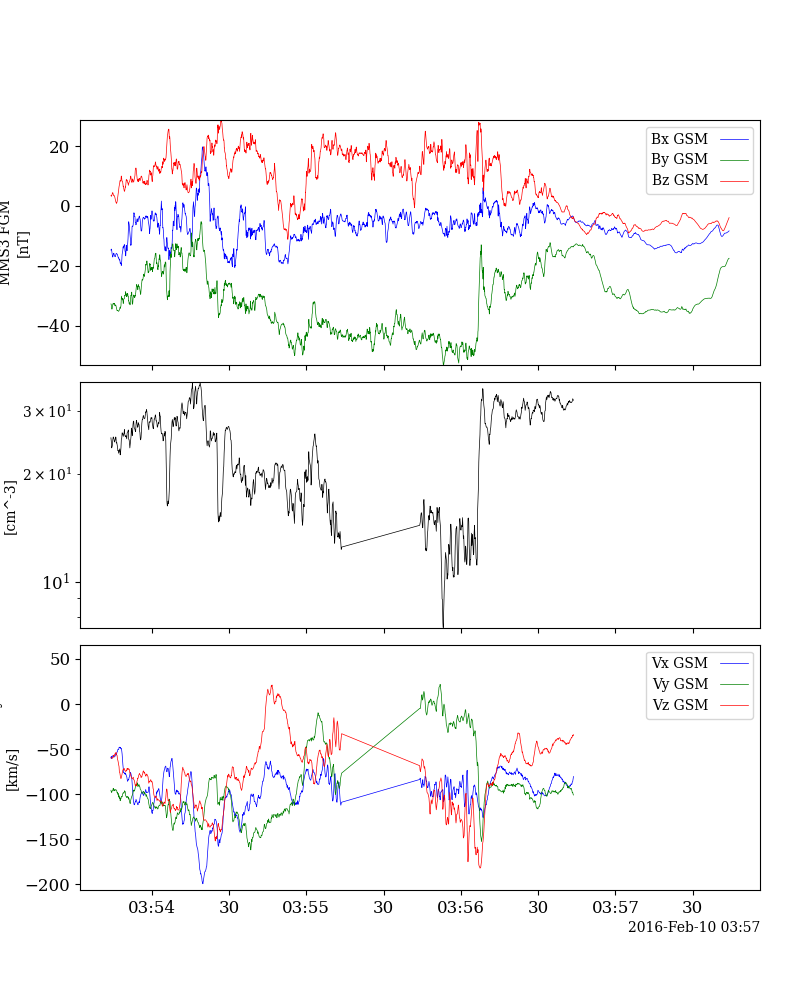 20
0
−20
−40
MMS3 FGM
[nT]
Bx GSM
By GSM
Bz GSM
3 × 10¹
2 × 10¹
10¹
[cm^-3]
50
0
−50
−100
−150
−200
[km/s]
Vx GSM
Vy GSM
Vz GSM
03:54 30 03:55 30 03:56 30 03:57 30
2016-Feb-10 03:57